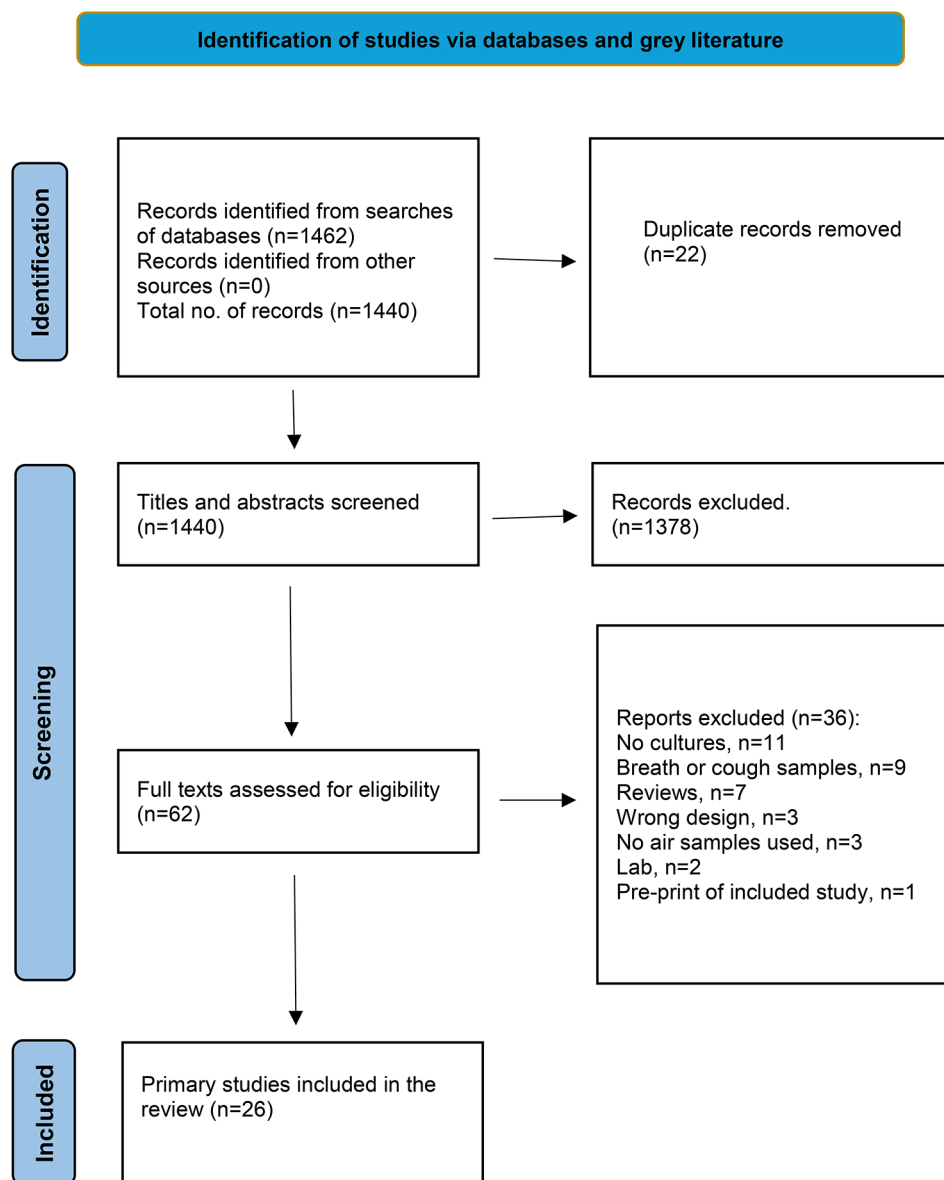 Identification of studies via databases and grey literature
Identification
Records identified from searches
of databases (n=1462)
Records identified from other
sources (n=0)
Total no. of records (n=1440)
Duplicate records removed
(n=22)
Screening
Titles and abstracts screened
(n=1440)
Records excluded.
(n=1378)
Full texts assessed for eligibility
(n=62)
Reports excluded (n=36):
No cultures, n=11
Breath or cough samples, n=9
Reviews, n=7
Wrong design, n=3
No air samples used, n=3
Lab, n=2
Pre-print of included study, n=1
Included
Primary studies included in the
review (n=26)